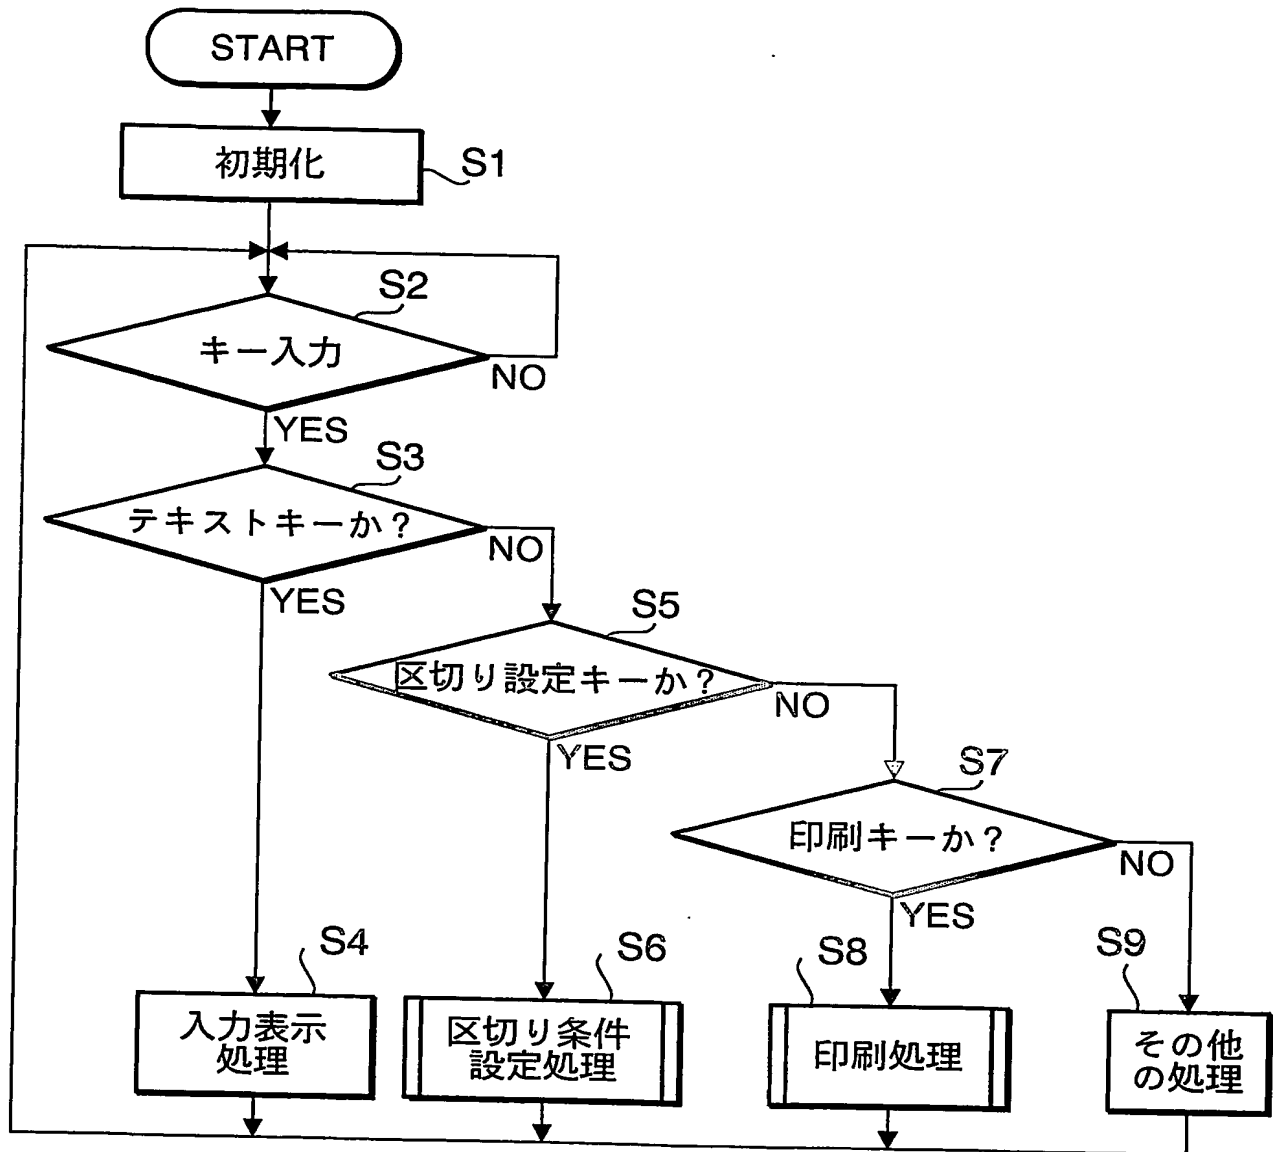 START
初期化
S1
S2
キー入力
NO
YES
S3
テキストキーか？
NO
YES
S5
区切り設定キーか？
NO
YES
S7
印刷キーか？
NO
YES
S4
入力表示
処理
S6
区切り条件
設定処理
S8
印刷処理
S9
その他
の処理